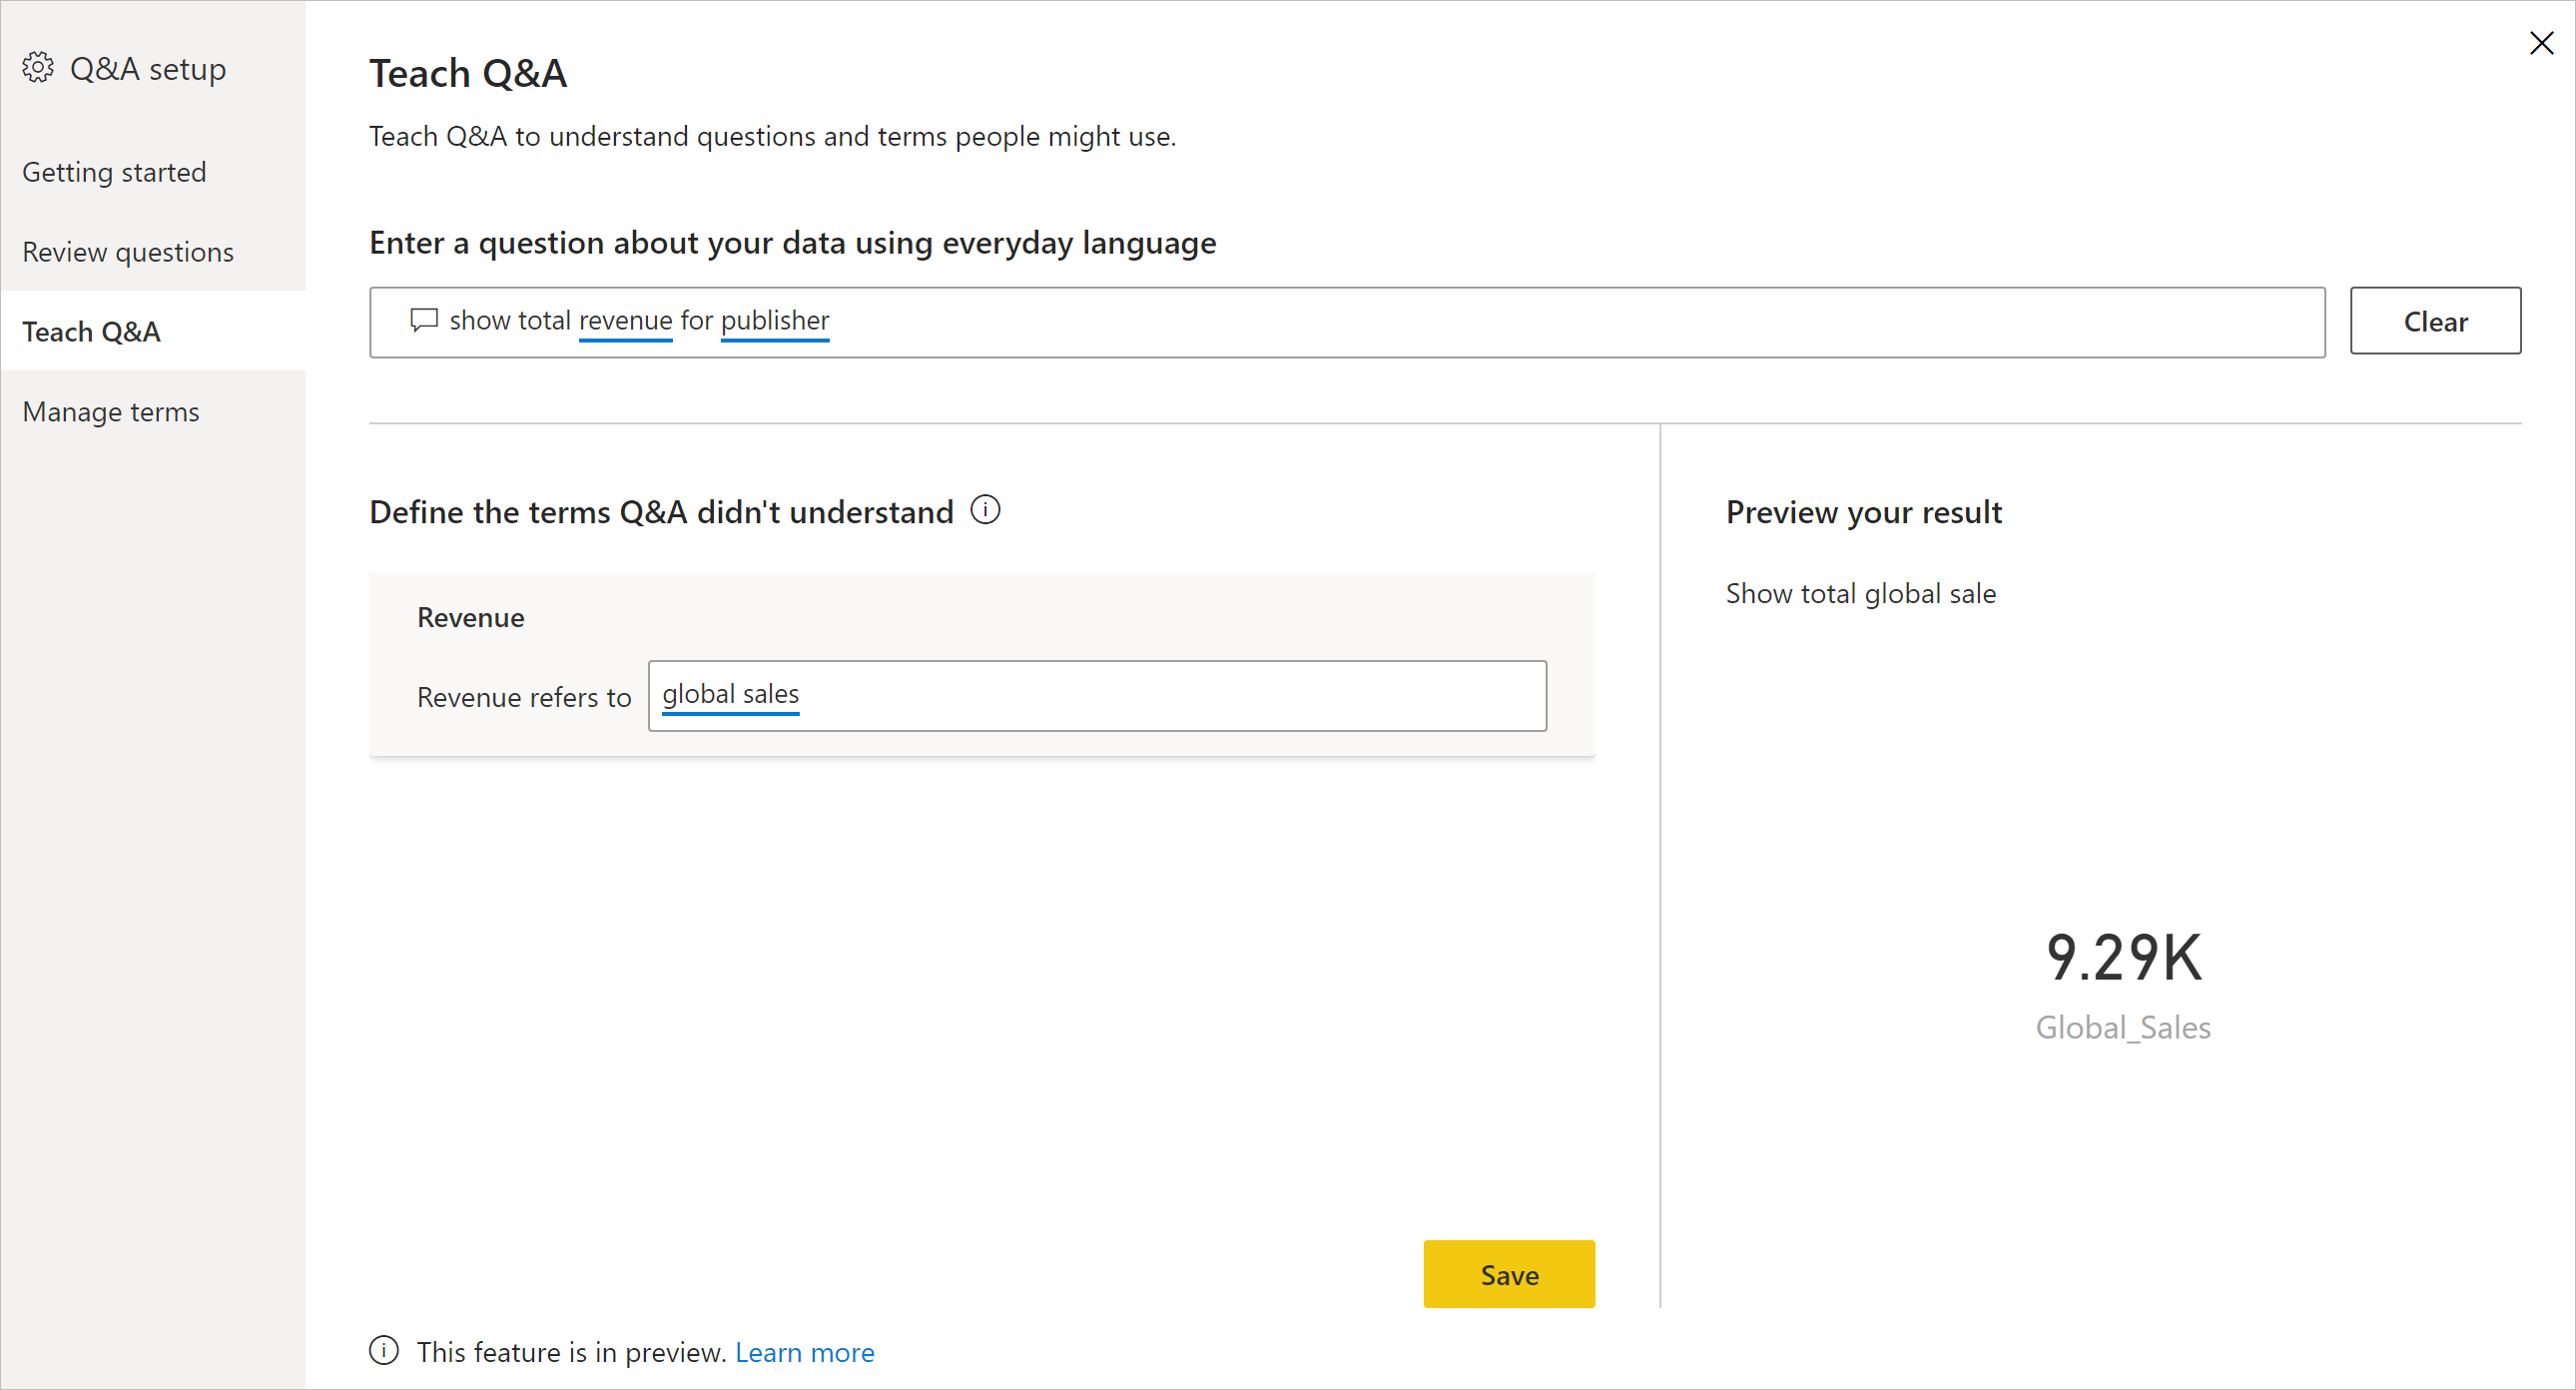 Q&A setup
Getting started
Review questions
Teach Q&A
Manage terms
Teach Q&A
Teach Q&A to understand questions and terms people might use.
Enter a question about your data using everyday language
show total revenue for publisher
Clear
Define the terms Q&A didn't understand
Revenue
Revenue refers to global sales
Save
Preview your result
Show total global sale
9.29K
Global_Sales
This feature is in preview. Learn more